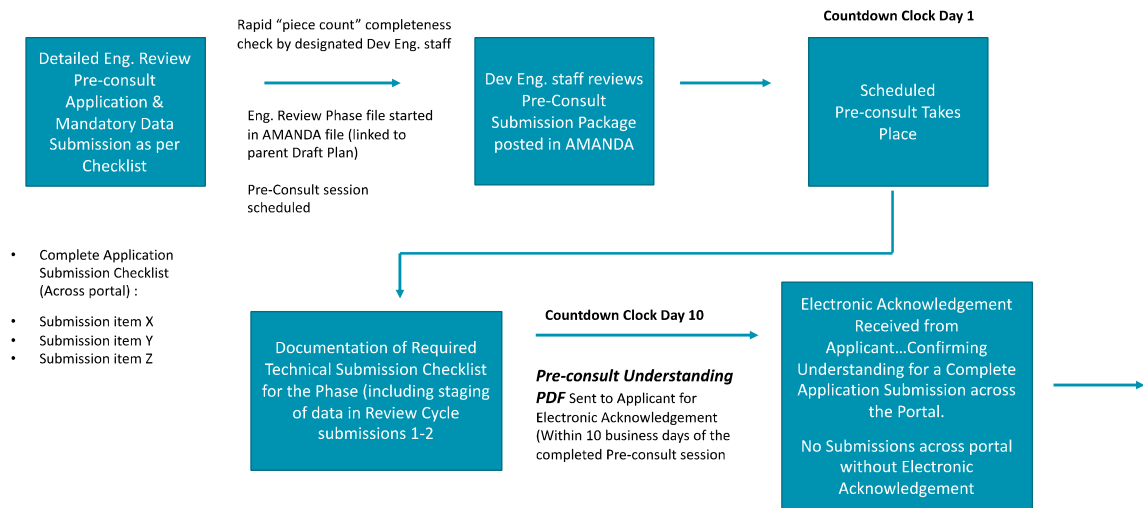 Detailed Eng. Review
Pre-consult
Application &
Mandatory Data
Submission as per
Checklist
Rapid “piece count” completeness
check by designated Dev Eng. staff
Eng. Review Phase file started
in AMANDA file (linked to
parent Draft Plan)
Pre-Consult session
scheduled
Dev Eng. staff reviews
Pre-Consult
Submission Package
posted in AMANDA
Countdown Clock Day 1
Scheduled
Pre-consult Takes
Place
• Complete Application
Submission Checklist
(Across portal) :
• Submission item X
• Submission item Y
• Submission item Z
Documentation of Required
Technical Submission Checklist
for the Phase (including staging
of data in Review Cycle
submissions 1-2
Countdown Clock Day 10
Pre-consult Understanding
PDF Sent to Applicant for
Electronic Acknowledgement
(Within 10 business days of the
completed Pre-consult session
Electronic Acknowledgement
Received from
Applicant...Confirming
Understanding for a Complete
Application Submission across
the Portal.
No Submissions across portal
without Electronic
Acknowledgement